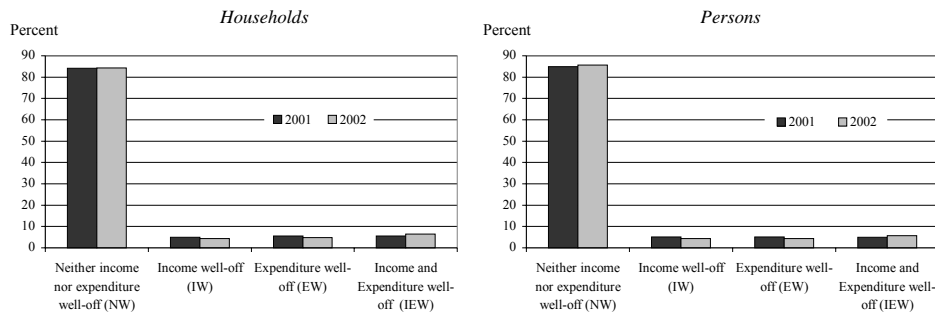 Households
Percent
90
80
70
60
50
40
30
20
10
0
2001 2002
Neither income
nor expenditure
well-off (NW)
Income well-off
(IW)
Expenditure well-
off (EW)
Income and
Expenditure well-
off (IEW)
Persons
Percent
90
80
70
60
50
40
30
20
10
0
2001 2002
Neither income
nor expenditure
well-off (NW)
Income well-off
(IW)
Expenditure well-
off (EW)
Income and
Expenditure well-
off (IEW)